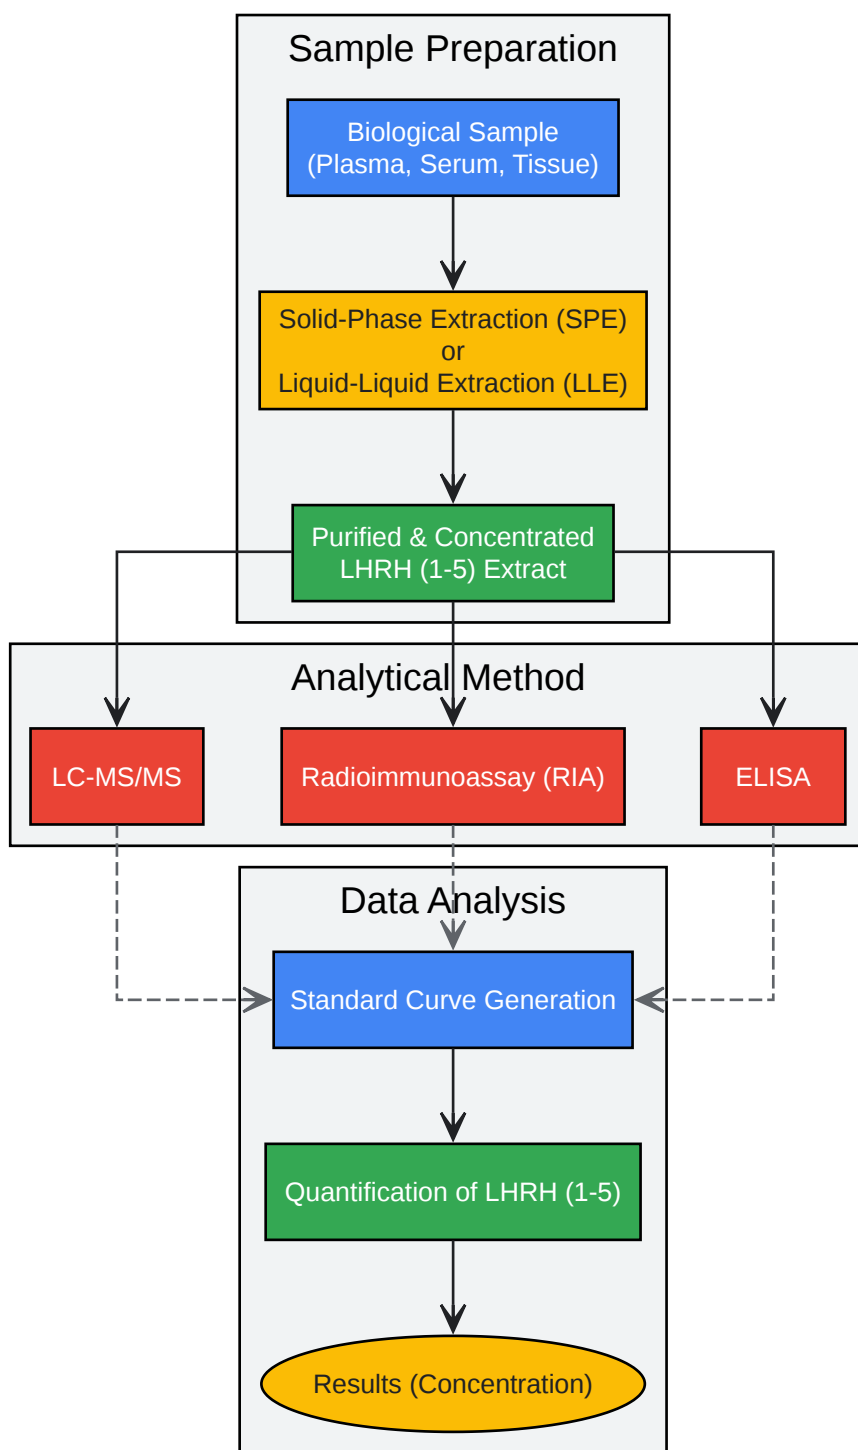 Sample Preparation
Biological Sample
(Plasma, Serum, Tissue)
Solid-Phase Extraction (SPE)
or
Liquid-Liquid Extraction (LLE)
Purified & Concentrated
LHRH (1-5) Extract
Analytical Method
LC-MS/MS
Radioimmunoassay (RIA)
ELISA
Data Analysis
Standard Curve Generation
Quantification of LHRH (1-5)
Results (Concentration)